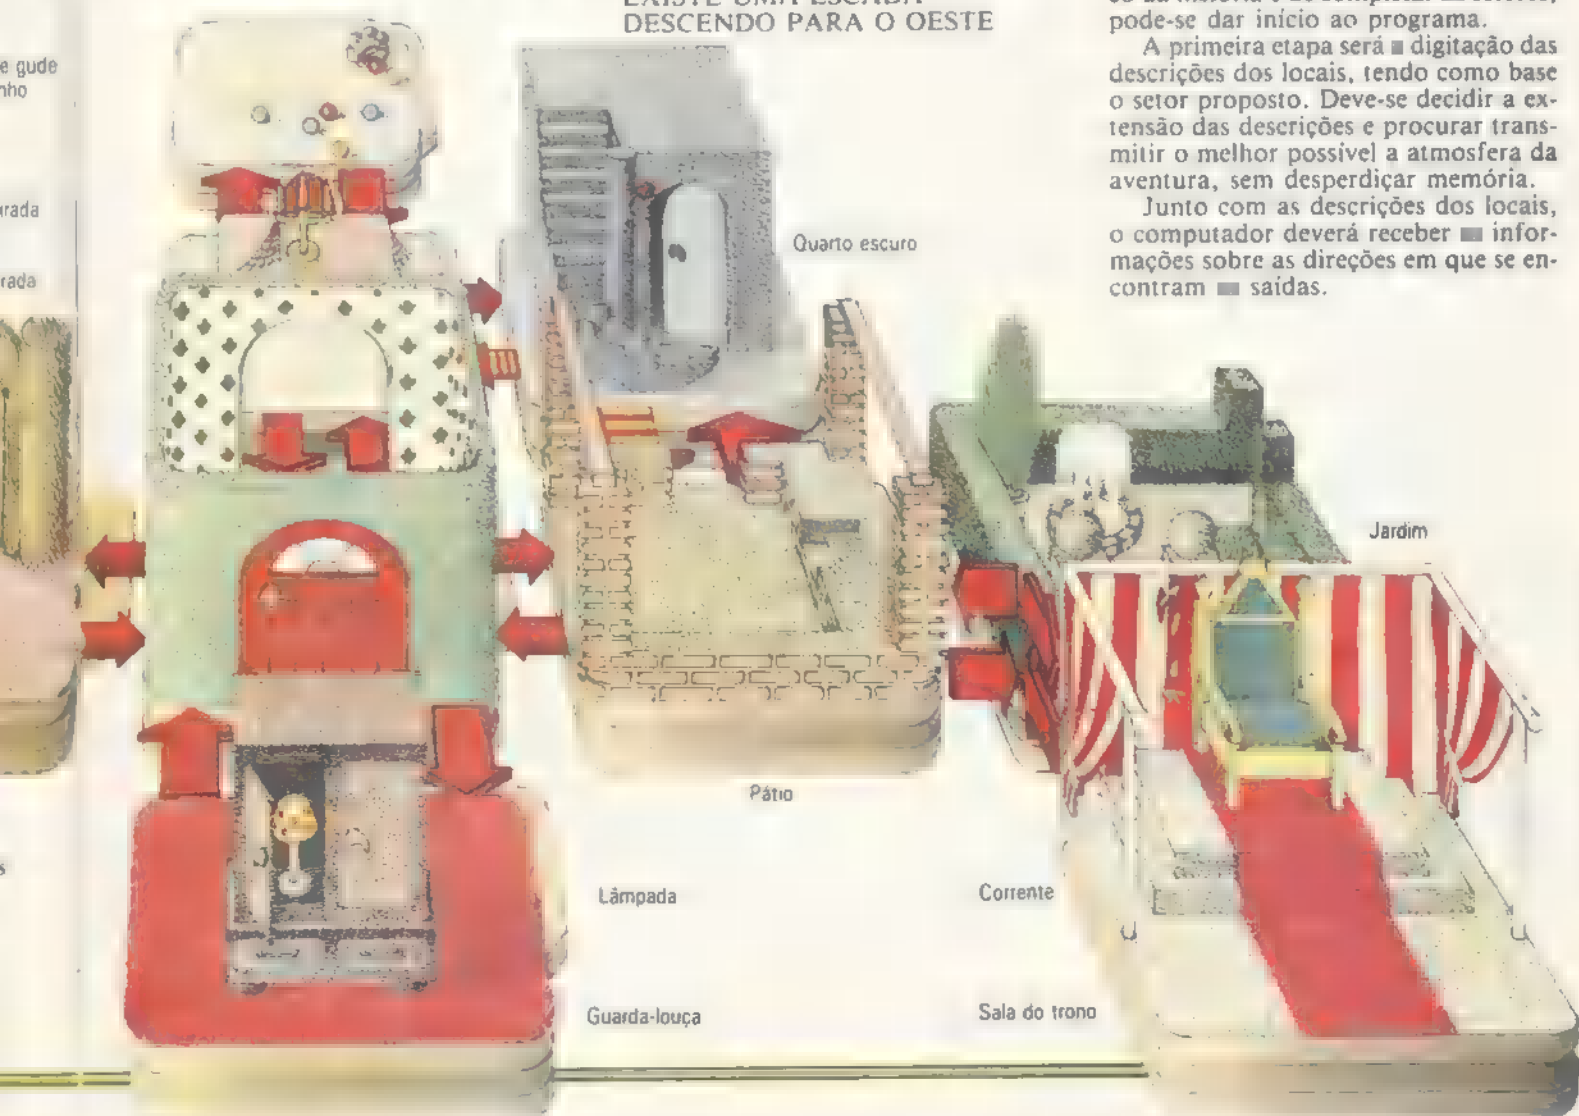 e gude
nho
rada
rada
s
DESCENDO PARA O OESTE
pode-se dar início ao programa.
A primeira etapa será digitação das
descrições dos locais, tendo como base
o setor proposto. Deve-se decidir a ex-
tensão das descrições e procurar trans-
mitir o melhor possível a atmosfera da
aventura, sem desperdiçar memória.
Junto com as descrições dos locais,
o computador deverá receber infor-
mações sobre as direções em que se en-
contram saídas.
Quarto escuro
Jardim
Pátio
Lâmpada
Corrente
Guarda-louça
Sala do trono